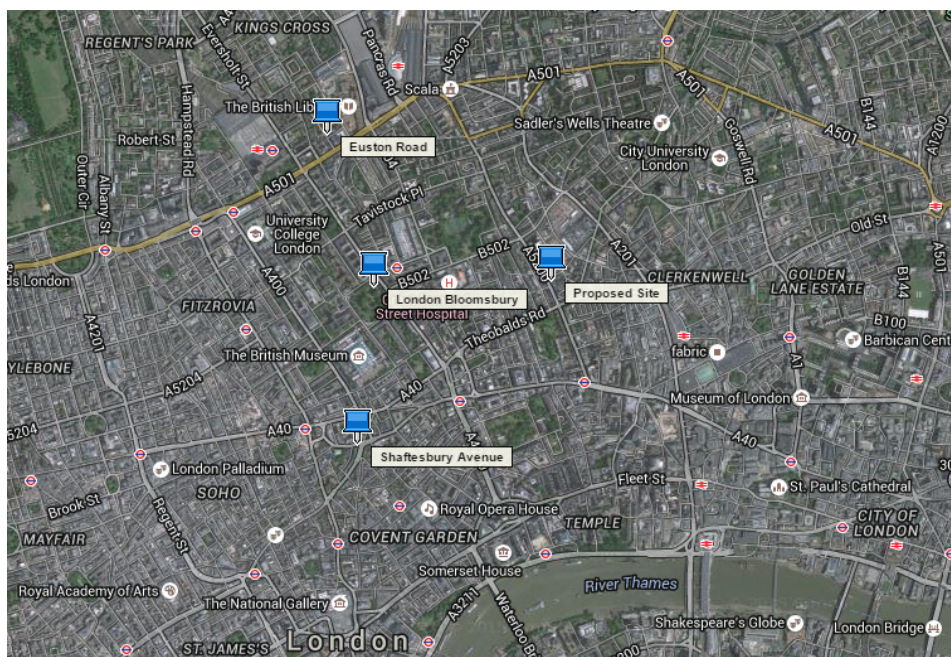 KINGS CROSS
REGENT'S PARK
Eversholt St
Pancras Rd
A5203
A501
Scala
The British Lib
Hampstead Rd
Robert St
Euston Road
Sadler's Wells Theatre
A501
B144
A1200
Goswell Rd
City University
London
A501
Outer Cir
Albany St
A501
Tavistock Pl
University
College
London
B502
Old St
A501
A201
ds London
A400
B502
London Bloomsbury
Proposed Site
CLERKENWELL
GOLDEN
LANE ESTATE
B144
FITZROVIA
Street Hospital
Theobalds Rd
A4201
B100
The British Museum
fabric
Barbican Cent
YLEBONE
A5204
A40
A1
Museum of London
5204
A40
A40
Shaftesbury Avenue
London Palladium
Brook St
SOHO
Fleet St
St. Paul's Cathedral
Regent St
Royal Opera House
MAYFAIR
COVENT GARDEN
TEMPLE
CITY OF
LONDON
Somerset House
Royal Academy of Arts
River Thames
The National Gallery
A3211
Waterloo Br
Shakespeare's Globe
London Bridge
London
ST. JAMES'S